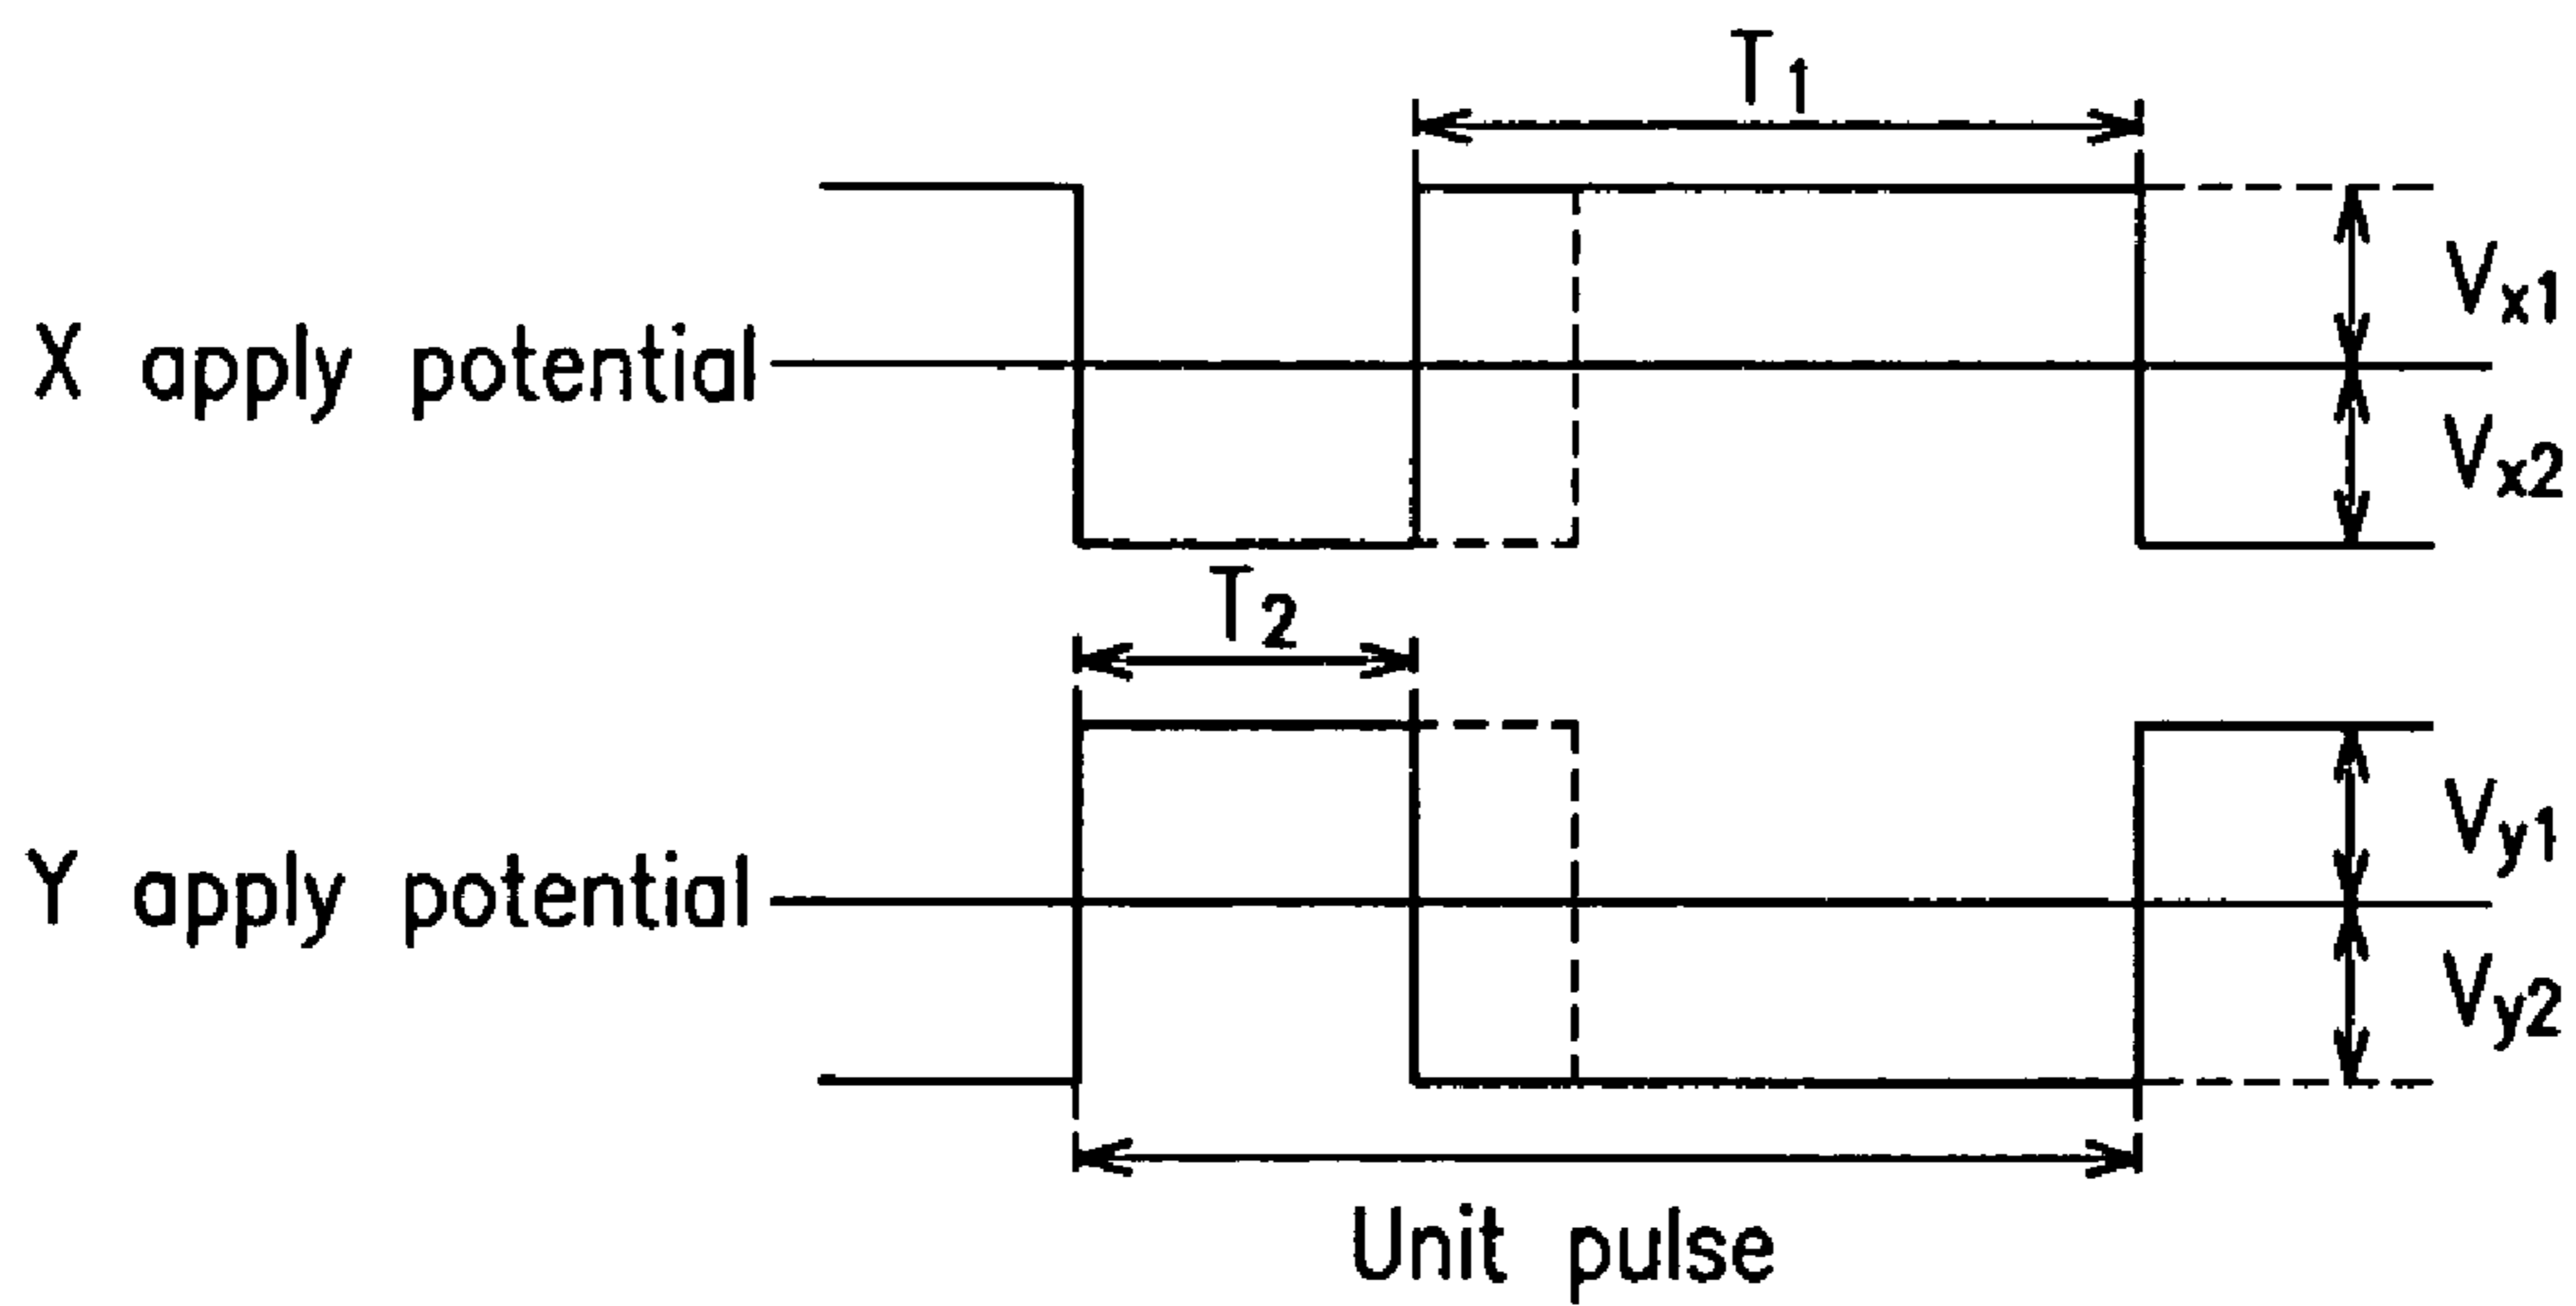 T1
X apply potential
Vx1
Vx2
T2
Y apply potential
Vy1
Vy2
Unit pulse